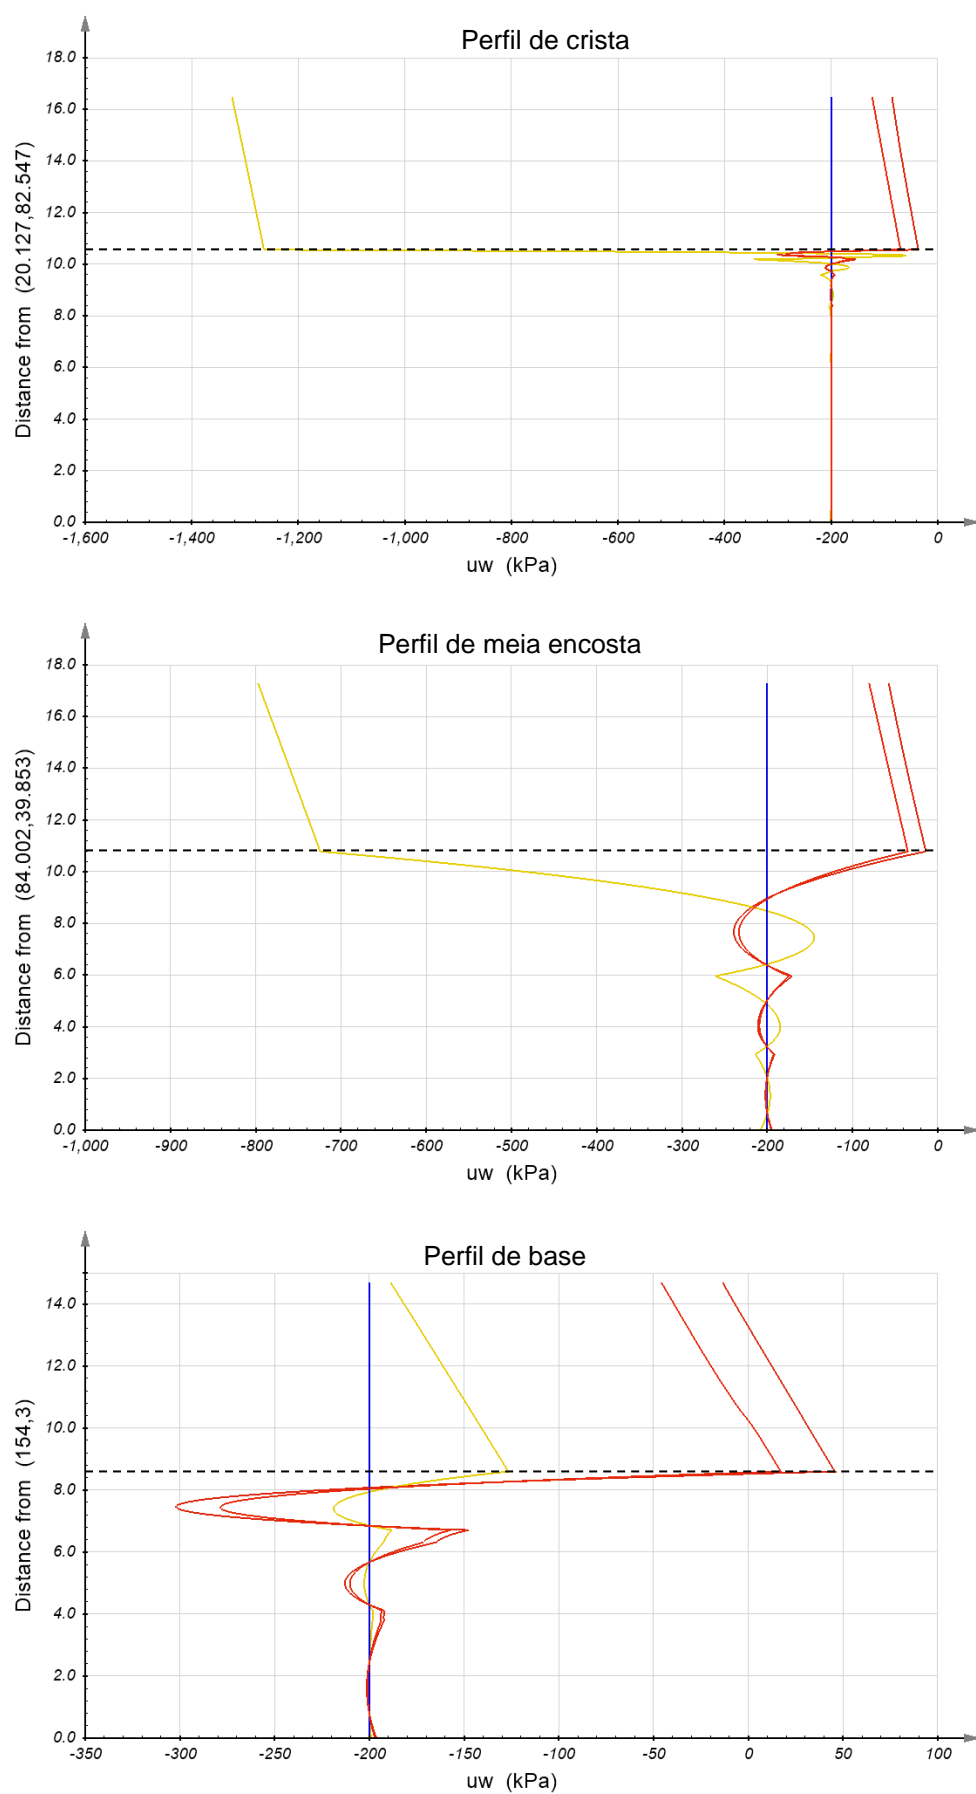 Perfil de crista
18.0
16.0
14.0
12.0
10.0
8.0
6.0
4.0
2.0
0.0
Distance from (20.127,82.547)
-1,600 -1,400 -1,200 -1,000 -800 -600 -400 -200 0
uw (kPa)
Perfil de meia encosta
18.0
16.0
14.0
12.0
10.0
8.0
6.0
4.0
2.0
0.0
Distance from (84.002,39.853)
-1,000 -900 -800 -700 -600 -500 -400 -300 -200 -100 0
uw (kPa)
Perfil de base
14.0
12.0
10.0
8.0
6.0
4.0
2.0
0.0
Distance from (154,3)
-350 -300 -250 -200 -150 -100 -50 0 50 100
uw (kPa)